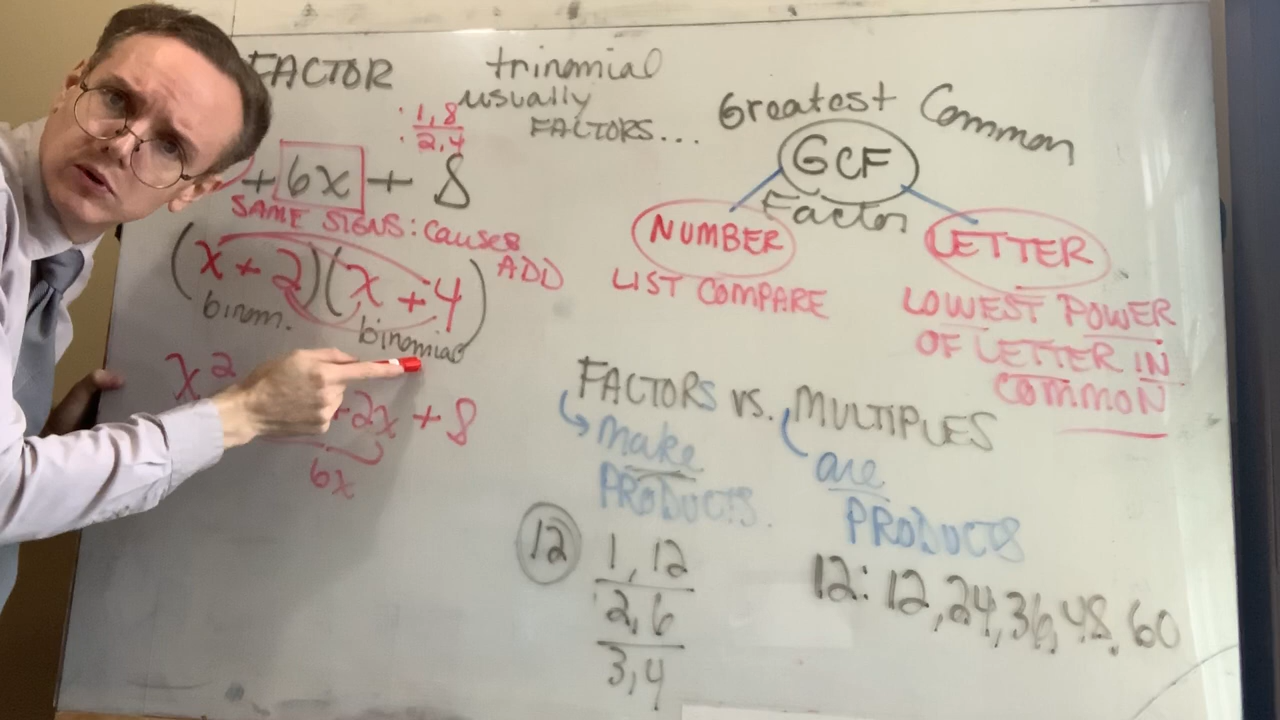 FACTOR
trinomial
usually
FACTORS...
: 1,8
: 2,4
+ 6x + 8
SAME SIGNS: causes
ADD
(x + 2)(x + 4)
binom.
binomial
x²
+2x + 8
6x
Greatest Common
GCF
Factor
NUMBER
LIST COMPARE
LETTER
LOWEST POWER
OF LETTER IN
COMMON
FACTORS vs. MULTIPLES
make
PRODUCTS.
are
PRODUCTS
12
1, 12
2, 6
3, 4
12: 12, 24, 36, 48, 60